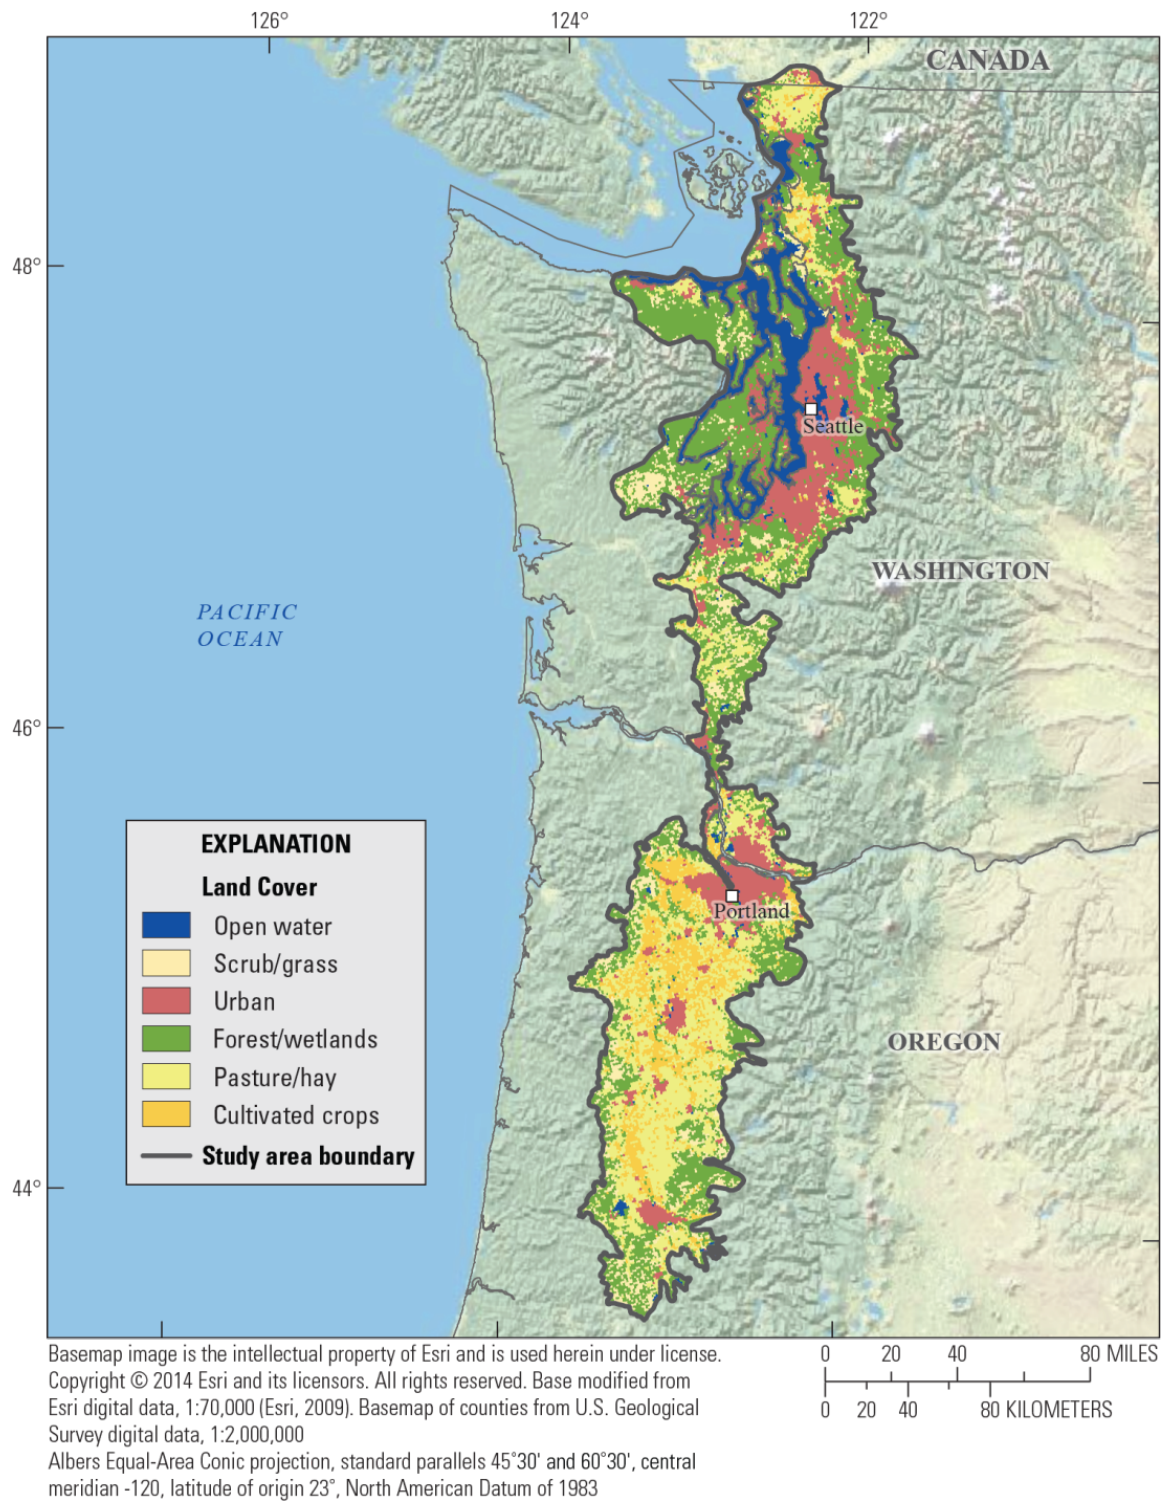 126°
124°
122°
CANADA
48°
Seattle
WASHINGTON
PACIFIC
OCEAN
46°
EXPLANATION
Land Cover
Open water
Scrub/grass
Urban
Forest/wetlands
Pasture/hay
Cultivated crops
Study area boundary
Portland
OREGON
44°
Basemap image is the intellectual property of Esri and is used herein under license.
Copyright © 2014 Esri and its licensors. All rights reserved. Base modified from
Esri digital data, 1:70,000 (Esri, 2009). Basemap of counties from U.S. Geological
Survey digital data, 1:2,000,000
Albers Equal-Area Conic projection, standard parallels 45°30' and 60°30', central
meridian -120, latitude of origin 23°, North American Datum of 1983
0 20 40 80 MILES
0 20 40 80 KILOMETERS